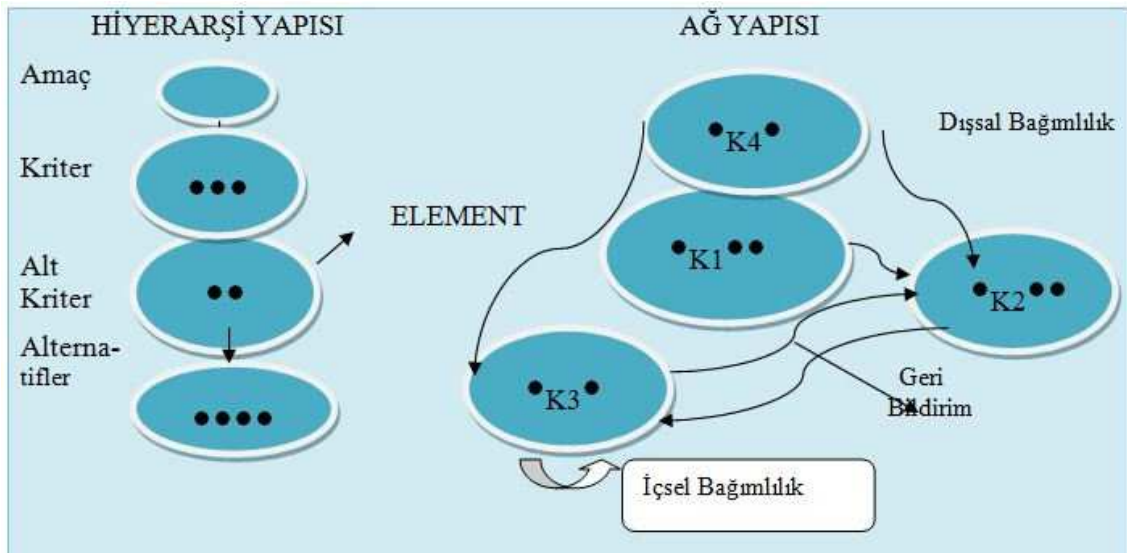 HİYERARŞİ YAPISI
Amaç
Kriter
Alt
Kriter
Alterna-
tifler
ELEMENT
AĞ YAPISI
K4
Dışsal Bağımlılık
K1
K2
K3
Geri
Bildirim
İçsel Bağımlılık